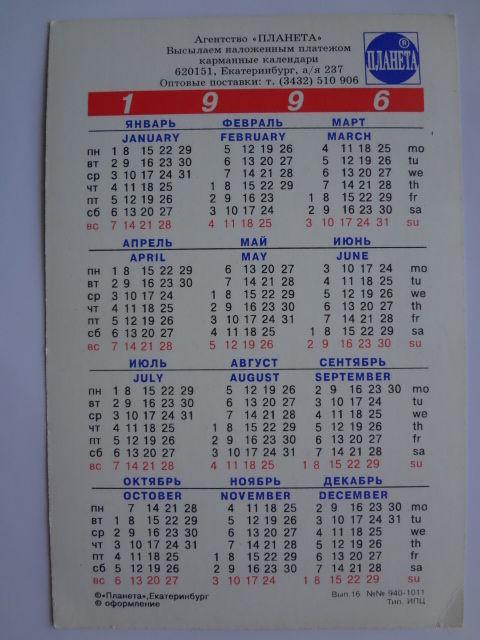 Агентство «ПЛАНЕТА"
Высылаем наложенным платежом
карманные календари
620151, Екатеринбург, а/я 237
Оптовые поставки: т. (3432) 510 906
®
ПЛАНЕТА
1 9 9 6
ЯНВАРЬ ФЕВРАЛЬ МАРТ
JANUARY FEBRUARY MARCH
пн 1 8 15 22 29 5 12 19 26 4 11 18 25 mo
вт 2 9 16 23 30 6 13 20 27 5 12 19 26 tu
ср 3 10 17 24 31 7 14 21 28 6 13 20 27 we
чт 4 11 18 25 1 8 15 22 29 7 14 21 28 th
пт 5 12 19 26 2 9 16 23 1 8 15 22 29 fr
сб 6 13 20 27 3 10 17 24 2 9 16 23 30 sa
вс 7 14 21 28 4 11 18 25 3 10 17 24 31 su
АПРЕЛЬ МАЙ ИЮНЬ
APRIL MAY JUNE
пн 1 8 15 22 29 6 13 20 27 3 10 17 24 mo
вт 2 9 16 23 30 7 14 21 28 4 11 18 25 tu
ср 3 10 17 24 1 8 15 22 29 5 12 19 26 we
чт 4 11 18 25 2 9 16 23 30 6 13 20 27 th
пт 5 12 19 26 3 10 17 24 31 7 14 21 28 fr
сб 6 13 20 27 4 11 18 25 1 8 15 22 29 sa
вс 7 14 21 28 5 12 19 26 2 9 16 23 30 su
ИЮЛЬ АВГУСТ СЕНТЯБРЬ
JULY AUGUST SEPTEMBER
пн 1 8 15 22 29 5 12 19 26 2 9 16 23 30 mo
вт 2 9 16 23 30 6 13 20 27 3 10 17 24 tu
ср 3 10 17 24 31 7 14 21 28 4 11 18 25 we
чт 4 11 18 25 1 8 15 22 29 5 12 19 26 th
пт 5 12 19 26 2 9 16 23 30 6 13 20 27 fr
сб 6 13 20 27 3 10 17 24 31 7 14 21 28 sa
вс 7 14 21 28 4 11 18 25 1 8 15 22 29 su
ОКТЯБРЬ НОЯБРЬ ДЕКАБРЬ
OCTOBER NOVEMBER DECEMBER
пн 7 14 21 28 4 11 18 25 2 9 16 23 30 mo
вт 1 8 15 22 29 5 12 19 26 3 10 17 24 31 tu
ср 2 9 16 23 30 6 13 20 27 4 11 18 25 we
чт 3 10 17 24 31 7 14 21 28 5 12 19 26 th
пт 4 11 18 25 1 8 15 22 29 6 13 20 27 fr
сб 5 12 19 26 2 9 16 23 30 7 14 21 28 sa
вс 6 13 20 27 3 10 17 24 1 8 15 22 29 su
©«Планета",Екатеринбург Вып.16 №№ 940-1011
© оформление Тип. ИПЦ